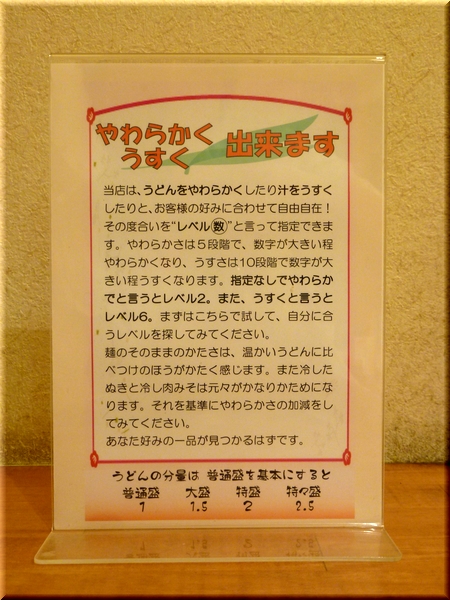 やわらかく
うすく
出来ます
当店は、うどんをやわらかくしたり汁をうすく
したりと、お客様の好みに合わせて自由自在！
その度合いを“レベル数”と言って指定できま
す。やわらかさは５段階で、数字が大きい程
やわらかくなり、うすさは10段階で数字が大
きい程うすくなります。指定なしでやわらか
でと言うとレベル2。また、うすくと言うと
レベル6。まずはこちらで試して、自分に合
うレベルを探してみてください。
麺のそのままのかたさは、温かいうどんに比
べつけのほうがかたく感じます。また冷した
ぬきと冷し肉みそは元々がかなりかためにな
ります。それを基準にやわらかさの加減をし
てみてください。
あなた好みの一品が見つかるはずです。
うどんの分量は 普通盛を基本にすると
普通盛 大盛 特盛 特々盛
1 1.5 2 2.5